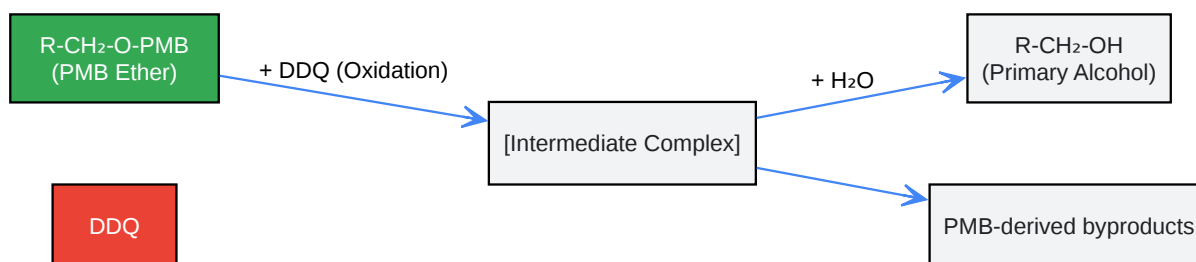 R-CH₂-O-PMB
(PMB Ether)
+ DDQ (Oxidation)
[Intermediate Complex]
+ H₂O
R-CH₂-OH
(Primary Alcohol)
DDQ
PMB-derived byproducts